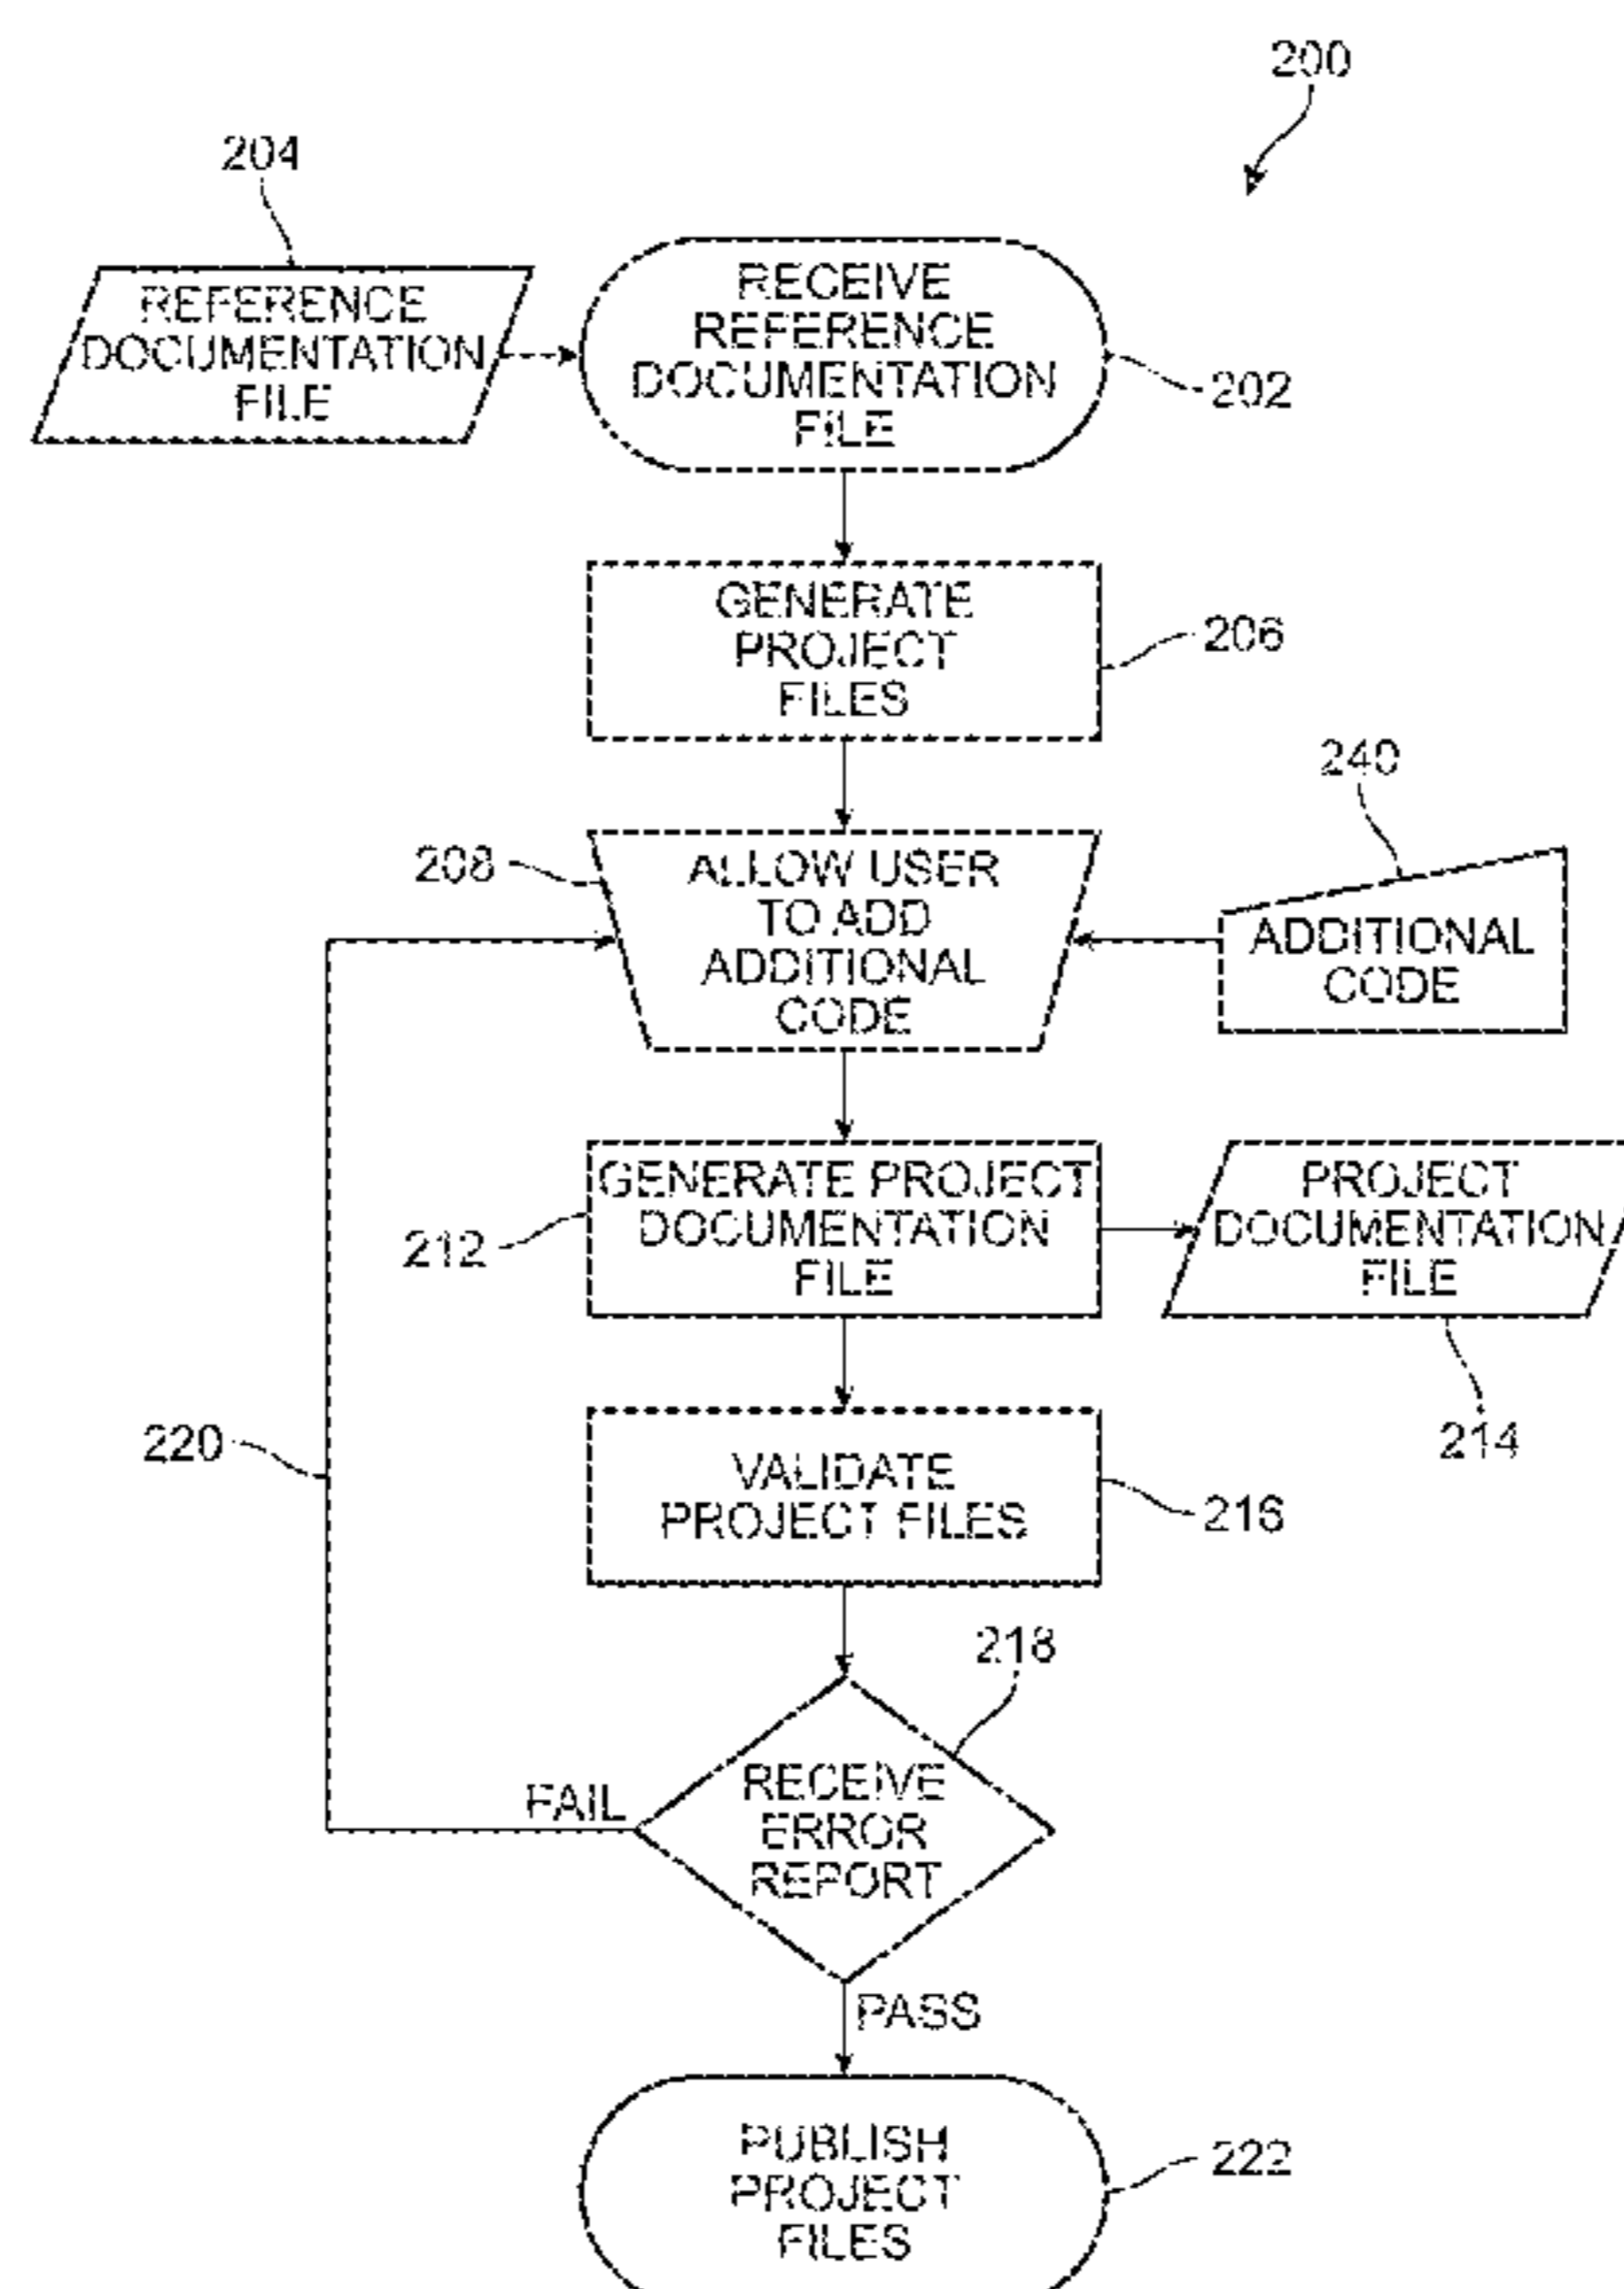 200
204
REFERENCE
DOCUMENTATION
FILE
RECEIVE
REFERENCE
DOCUMENTATION
FILE
202
GENERATE
PROJECT
FILES
206
240
208
ALLOW USER
TO ADD
ADDITIONAL
CODE
ADDITIONAL
CODE
GENERATE PROJECT
DOCUMENTATION
FILE
212
PROJECT
DOCUMENTATION
FILE
214
220
VALIDATE
PROJECT FILES
216
218
RECEIVE
ERROR
REPORT
FAIL
PASS
PUBLISH
PROJECT
FILES
222